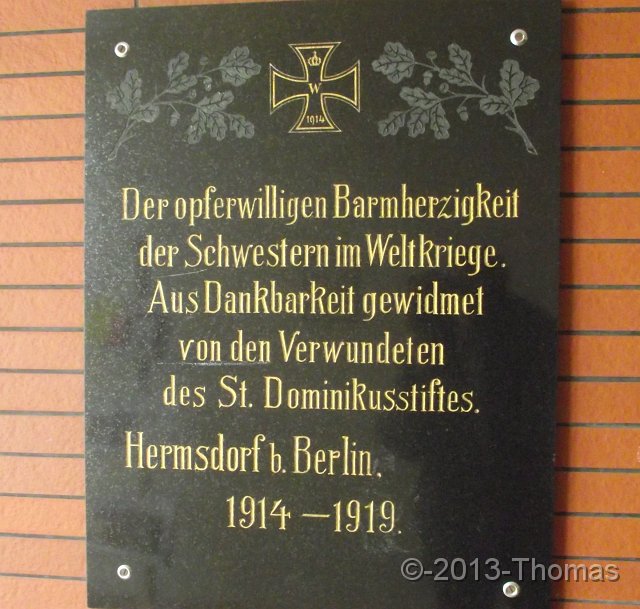 W
1914
Der opferwilligen Barmherzigkeit
der Schwestern im Weltkriege.
Aus Dankbarkeit gewidmet
von den Verwundeten
des St. Dominikusstiftes.
Hermsdorf b. Berlin.
1914 – 1919.
©-2013-Thomas